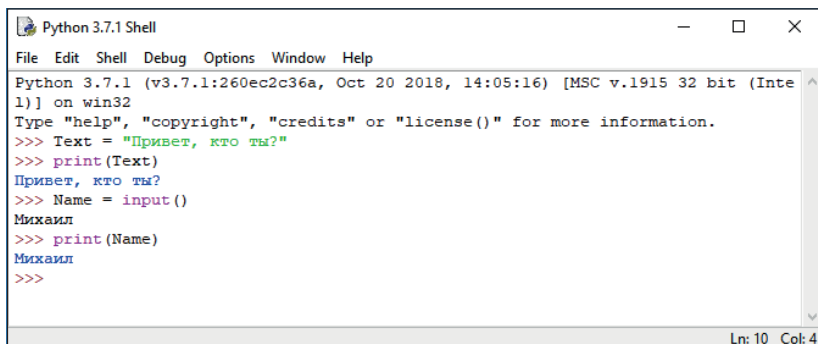 Python 3.7.1 Shell
File Edit Shell Debug Options Window Help
Python 3.7.1 (v3.7.1:260ec2c36a, Oct 20 2018, 14:05:16) [MSC v.1915 32 bit (Inte
l)] on win32
Type "help", "copyright", "credits" or "license()" for more information.
>>> Text = "Привет, кто ты?"
>>> print(Text)
Привет, кто ты?
>>> Name = input()
Михаил
>>> print(Name)
Михаил
>>>
Ln: 10 Col: 4